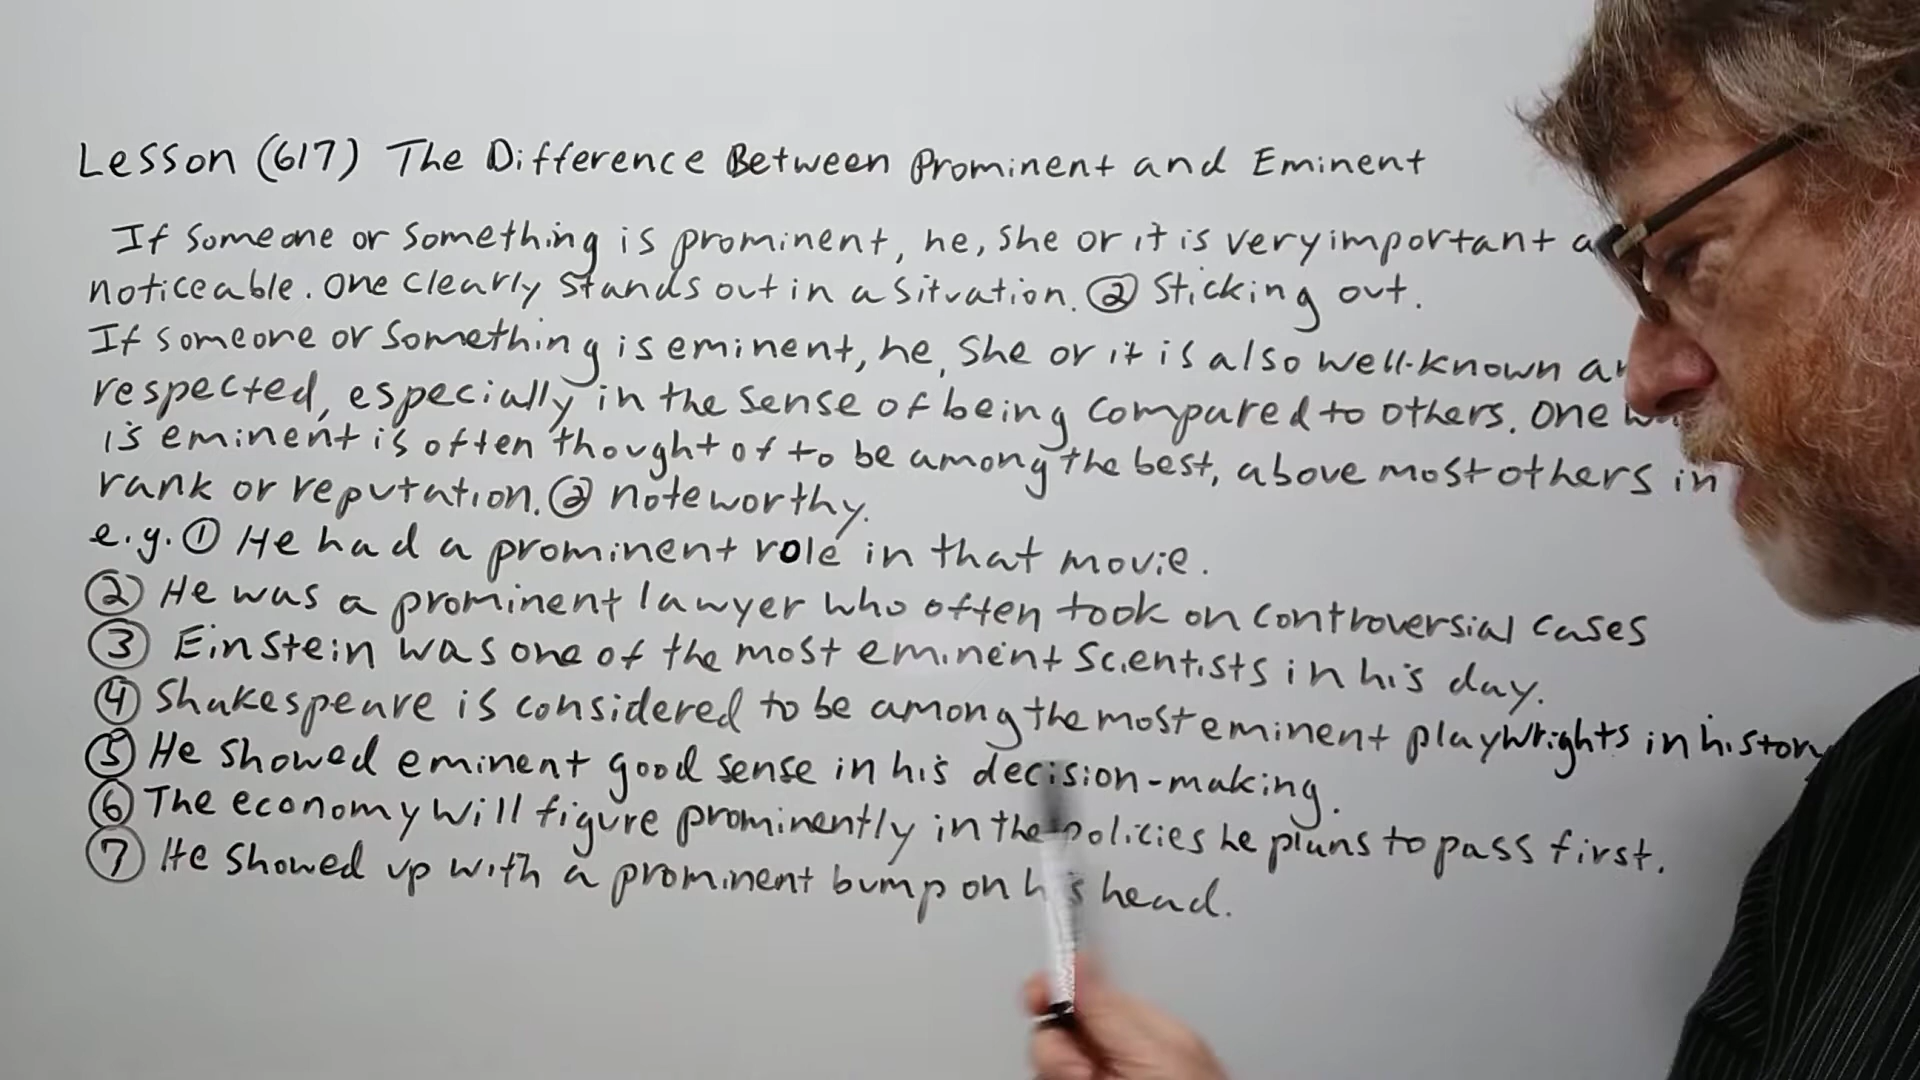 Lesson (617) The Difference Between Prominent and Eminent
If someone or something is prominent, he, she or it is very important
noticeable. One clearly stands out in a situation. ② Sticking out.
If someone or something is eminent, he, she or it is also well-known
respected, especially in the sense of being compared to others. One
is eminent is often thought of to be among the best, above most others in
rank or reputation. ② noteworthy.
e.g. ① He had a prominent role in that movie.
② He was a prominent lawyer who often took on controversial cases
③ Einstein was one of the most eminent scientists in his day.
④ Shakespeare is considered to be among the most eminent playwrights in history
⑤ He showed eminent good sense in his decision-making.
⑥ The economy will figure prominently in the policies he plans to pass first.
⑦ He showed up with a prominent bump on his head.